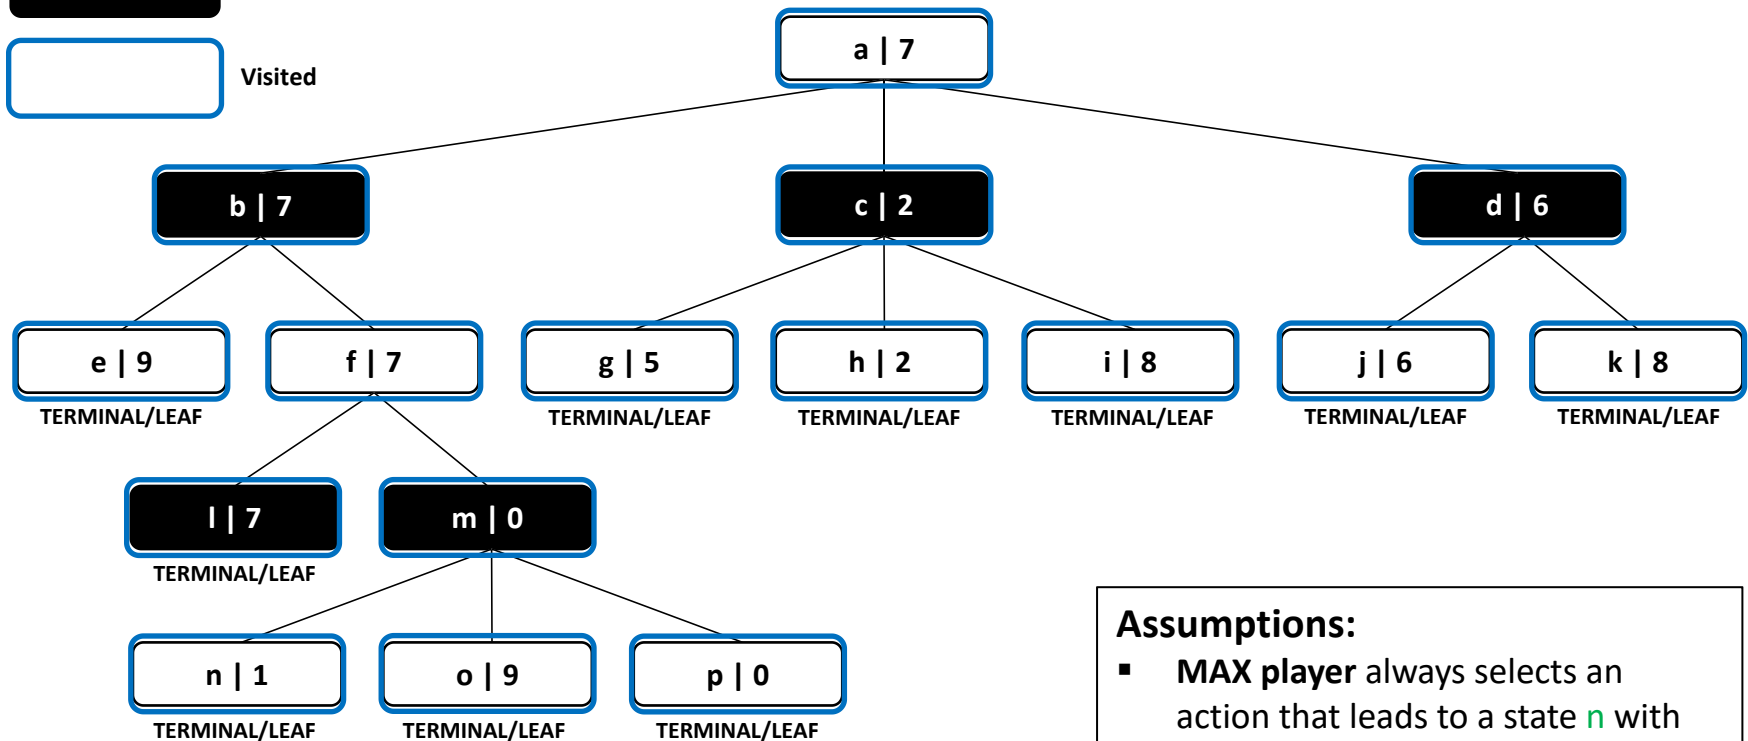 a | 7
Visited
b | 7
c | 2
d | 6
e | 9
f | 7
g | 5
h | 2
i | 8
j | 6
k | 8
TERMINAL/LEAF
TERMINAL/LEAF
TERMINAL/LEAF
TERMINAL/LEAF
TERMINAL/LEAF
TERMINAL/LEAF
l | 7
m | 0
TERMINAL/LEAF
Assumptions:
▪ MAX player always selects an
action that leads to a state n with
n | 1
o | 9
p | 0
TERMINAL/LEAF
TERMINAL/LEAF
TERMINAL/LEAF